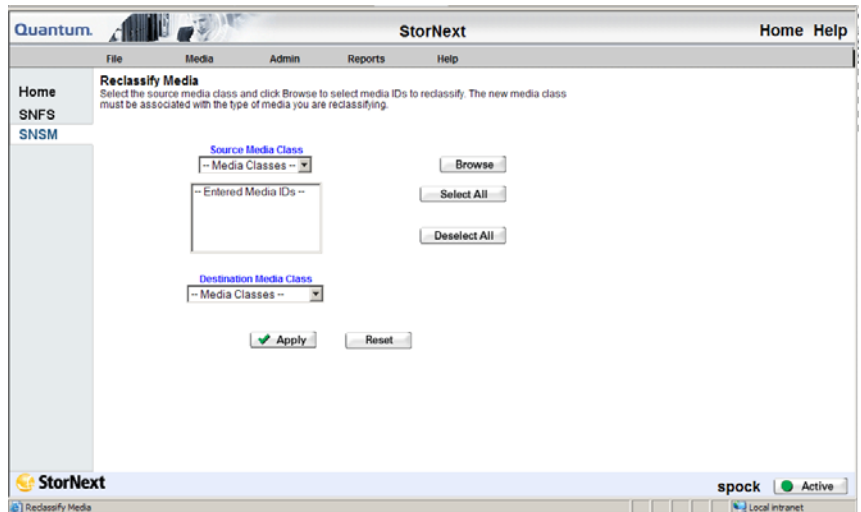 Quantum.
StorNext
Home Help
File Media Admin Reports Help
Home
SNFS
SNSM
Reclassify Media
Select the source media class and click Browse to select media IDs to reclassify. The new media class
must be associated with the type of media you are reclassifying.
Source Media Class
-- Media Classes --
Browse
-- Entered Media IDs --
Select All
Deselect All
Destination Media Class
-- Media Classes --
Apply
Reset
StorNext
spock
Active
Reclassify Media
Local intranet